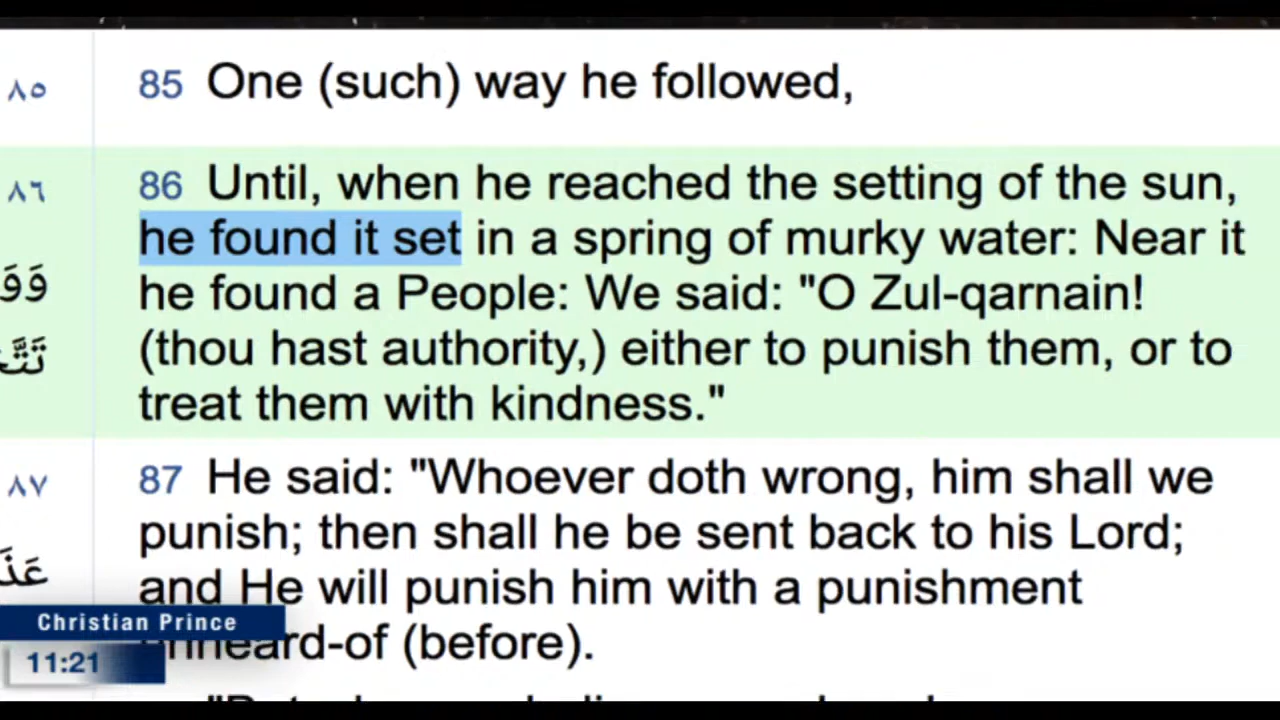 ٨٥
85 One (such) way he followed,
٨٦
86 Until, when he reached the setting of the sun,
he found it set in a spring of murky water: Near it
he found a People: We said: "O Zul-qarnain!
(thou hast authority,) either to punish them, or to
treat them with kindness."
٨٧
87 He said: "Whoever doth wrong, him shall we
punish; then shall he be sent back to his Lord;
and He will punish him with a punishment
unheard-of (before).
Christian Prince
11:21